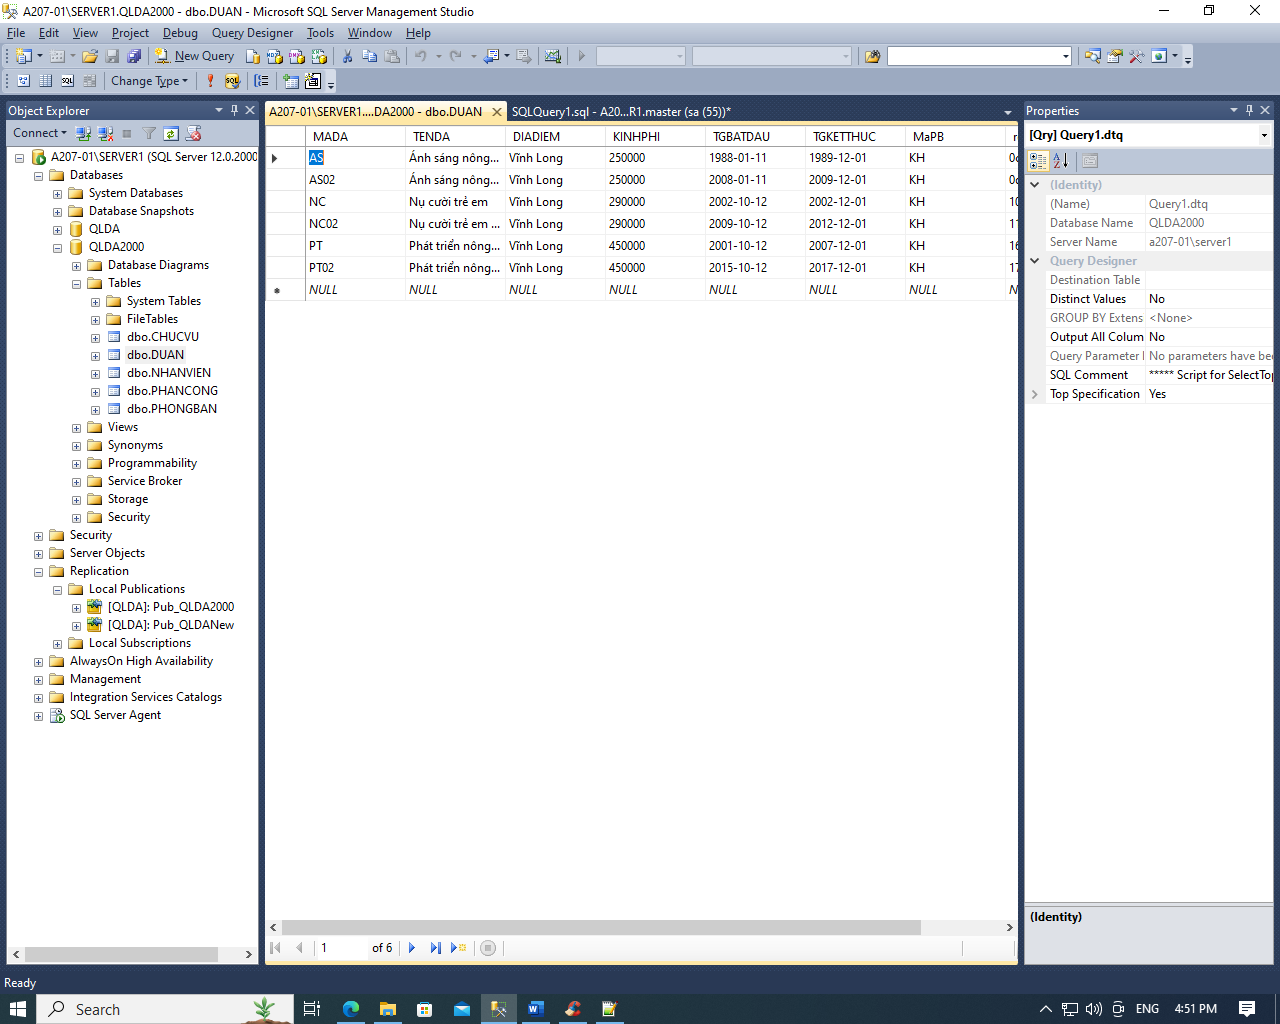 A207-01\SERVER1.QLDA2000 - dbo.DUAN - Microsoft SQL Server Management Studio
File Edit View Project Debug Query Designer Tools Window Help
New Query
Change Type
Object Explorer
Connect
A207-01\SERVER1 (SQL Server 12.0.2000
Databases
System Databases
Database Snapshots
QLDA
QLDA2000
Database Diagrams
Tables
System Tables
FileTables
dbo.CHUCVU
dbo.DUAN
dbo.NHANVIEN
dbo.PHANCONG
dbo.PHONGBAN
Views
Synonyms
Programmability
Service Broker
Storage
Security
Security
Server Objects
Replication
Local Publications
[QLDA]: Pub_QLDA2000
[QLDA]: Pub_QLDANew
Local Subscriptions
AlwaysOn High Availability
Management
Integration Services Catalogs
SQL Server Agent
A207-01\SERVER1....DA2000 - dbo.DUAN SQLQuery1.sql - A20...R1.master (sa (55))*
MADA TENDA DIADIEM KINHPHI TGBATDAU TGKETTHUC MaPB
AS Ánh sáng nông... Vĩnh Long 250000 1988-01-11 1989-12-01 KH
AS02 Ánh sáng nông... Vĩnh Long 250000 2008-01-11 2009-12-01 KH
NC Nụ cười trẻ em Vĩnh Long 290000 2002-10-12 2002-12-01 KH 10
NC02 Nụ cười trẻ em ... Vĩnh Long 290000 2009-10-12 2012-12-01 KH 11
PT Phát triển nông... Vĩnh Long 450000 2001-10-12 2007-12-01 KH 16
PT02 Phát triển nông... Vĩnh Long 450000 2015-10-12 2017-12-01 KH 17
NULL NULL NULL NULL NULL NULL NULL N
1 of 6
Properties
[Qry] Query1.dtq
(Identity)
(Name) Query1.dtq
Database Name QLDA2000
Server Name a207-01\server1
Query Designer
Destination Table
Distinct Values No
GROUP BY Extens <None>
Output All Colum No
Query Parameter No parameters have bee
SQL Comment ***** Script for SelectTop
Top Specification Yes
(Identity)
Ready
Search
ENG 4:51 PM